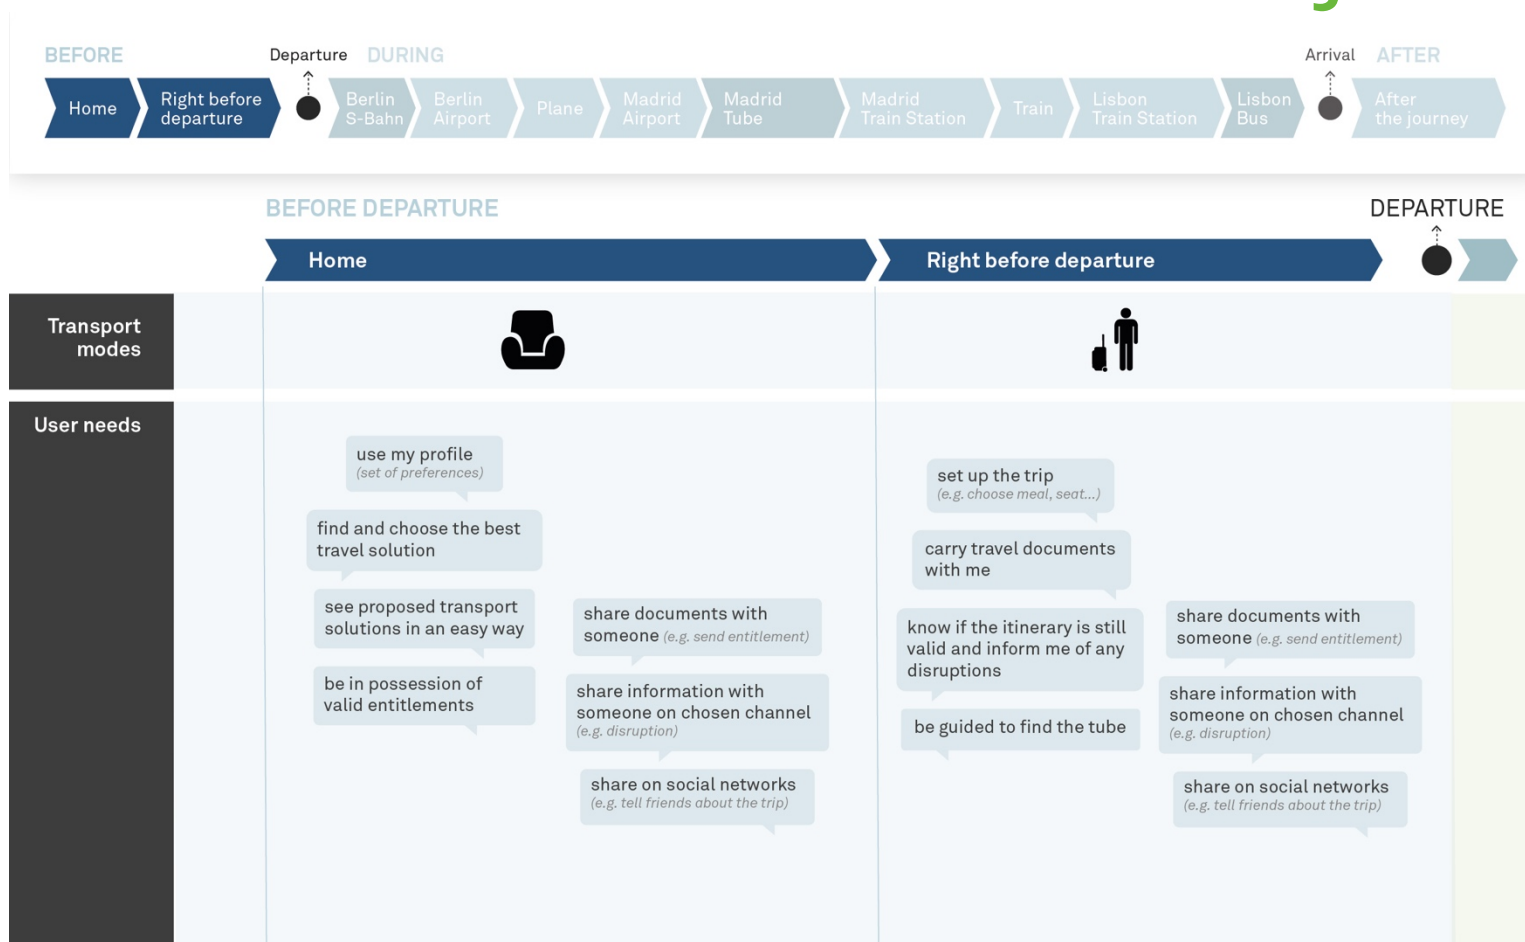 BEFORE
Departure
DURING
Arrival
AFTER
Home
Right before
departure
Berlin
S-Bahn
Berlin
Airport
Plane
Madrid
Airport
Madrid
Tube
Madrid
Train Station
Train
Lisbon
Train Station
Lisbon
Bus
After
the journey
BEFORE DEPARTURE
DEPARTURE
Home
Right before departure
Transport
modes
User needs
use my profile
(set of preferences)
find and choose the best
travel solution
see proposed transport
solutions in an easy way
be in possession of
valid entitlements
share documents with
someone (e.g. send entitlement)
share information with
someone on chosen channel
(e.g. disruption)
share on social networks
(e.g. tell friends about the trip)
set up the trip
(e.g. choose meal, seat...)
carry travel documents
with me
know if the itinerary is still
valid and inform me of any
disruptions
be guided to find the tube
share documents with
someone (e.g. send entitlement)
share information with
someone on chosen channel
(e.g. disruption)
share on social networks
(e.g. tell friends about the trip)